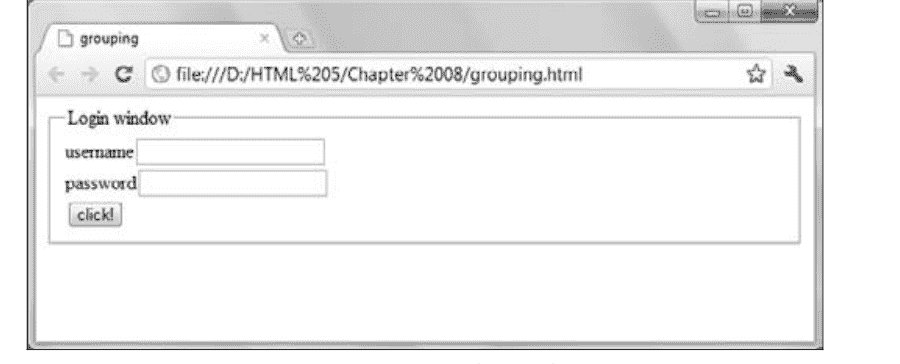 grouping
file:///D:/HTML%205/Chapter%2008/grouping.html
Login window
username
password
click!